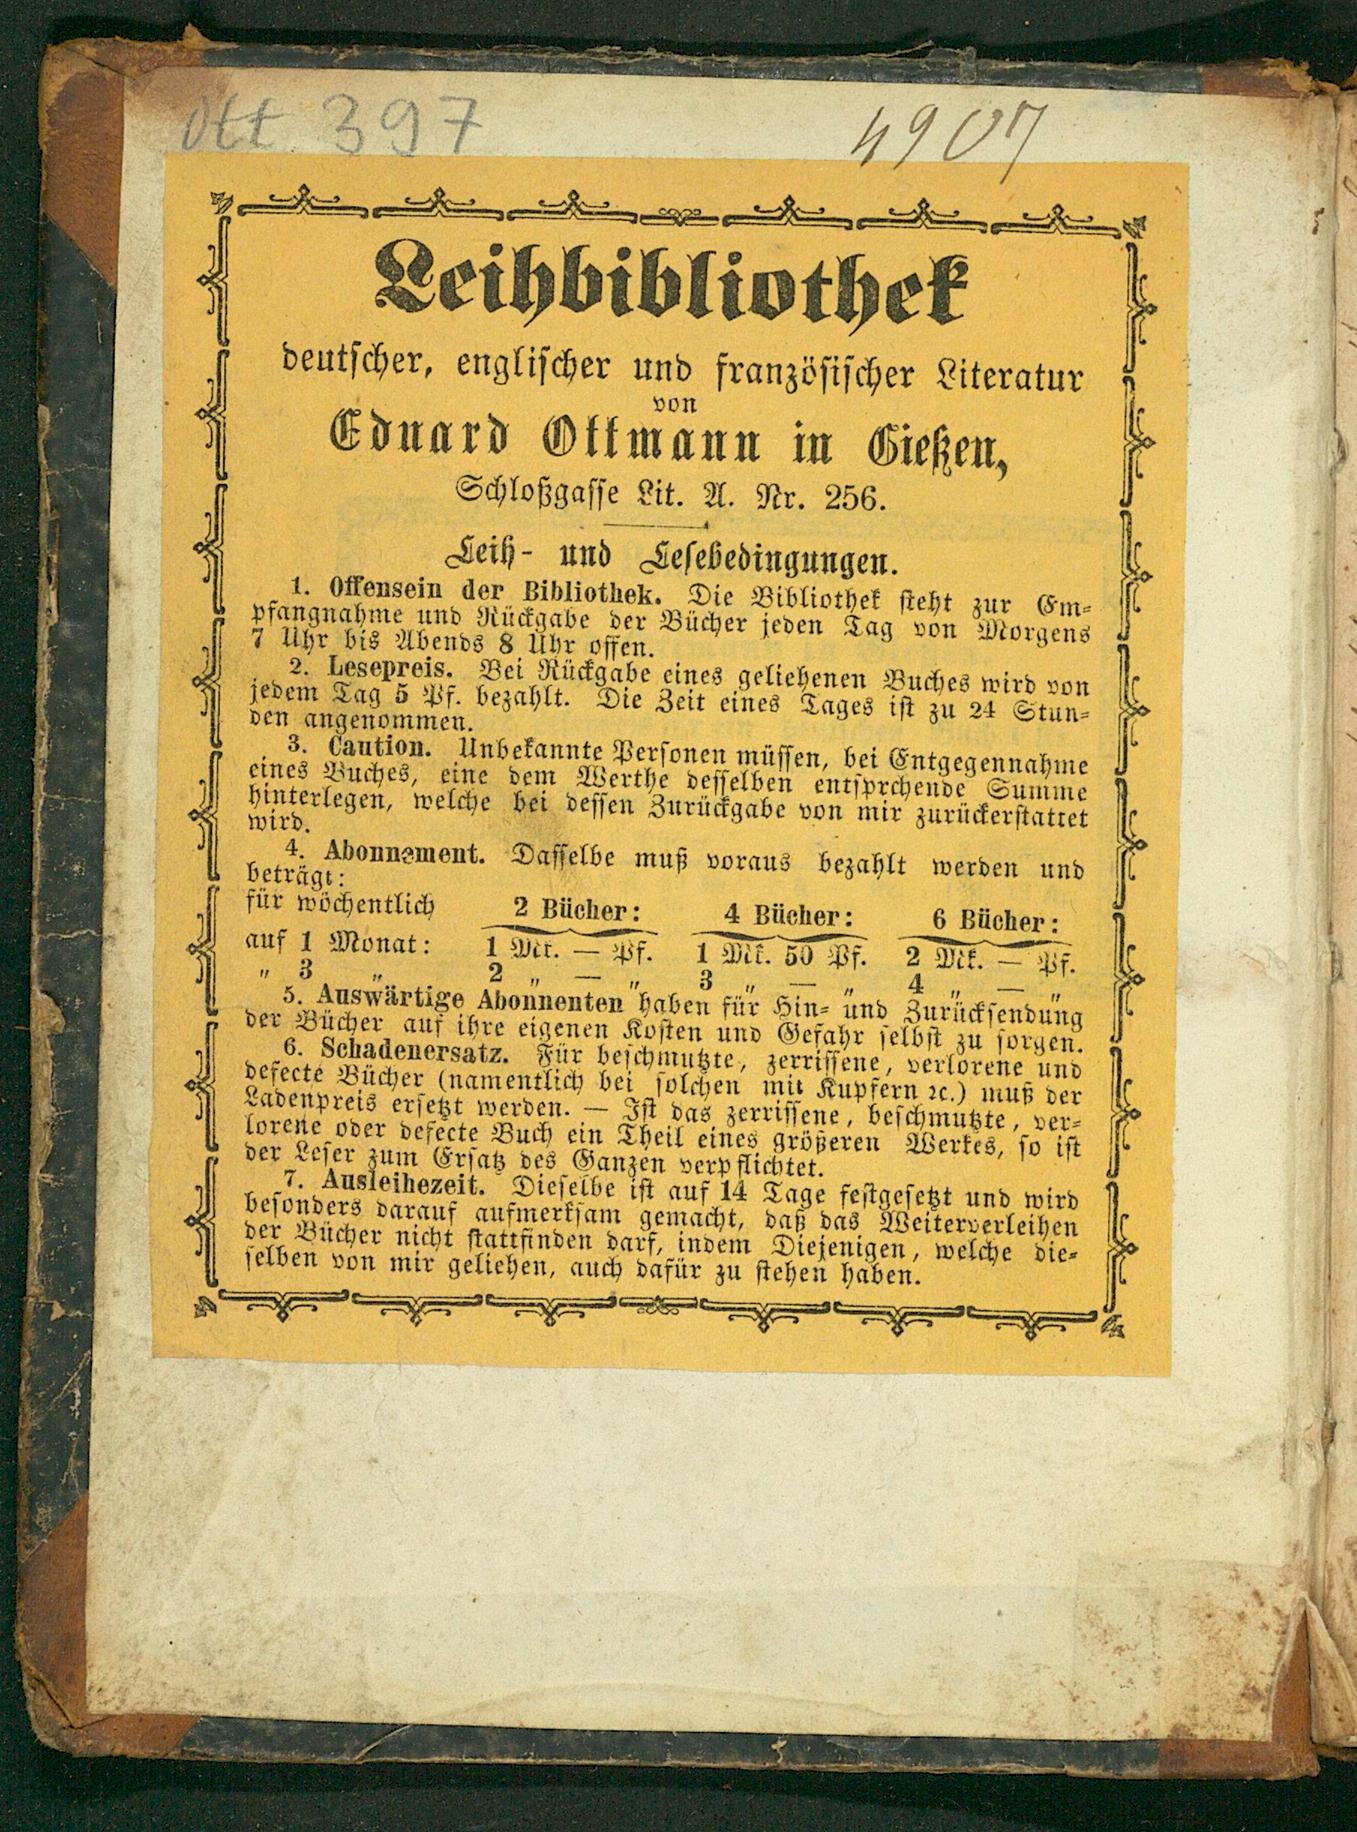 Ott 397
4907
Leihbibliothek
deutscher, englischer und französischer Literatur
von
Eduard Ottmann in Gießen,
Schloßgasse Lit. A. Nr. 256.
Leih- und Lesebedingungen.
1. Offensein der Bibliothek. Die Bibliothek steht zur Em-
pfangnahme und Rückgabe der Bücher jeden Tag von Morgens
7 Uhr bis Abends 8 Uhr offen.
2. Lesepreis. Bei Rückgabe eines geliehenen Buches wird von
jedem Tag 5 Pf. bezahlt. Die Zeit eines Tages ist zu 24 Stun-
den angenommen.
3. Caution. Unbekannte Personen müssen, bei Entgegennahme
eines Buches, eine dem Werthe desselben entsprchende Summe
hinterlegen, welche bei dessen Zurückgabe von mir zurückerstattet
wird.
4. Abonnement. Dasselbe muß voraus bezahlt werden und
beträgt:
für wöchentlich 2 Bücher: 4 Bücher: 6 Bücher:
auf 1 Monat: 1 Mk. — Pf. 1 Mk. 50 Pf. 2 Mk. — Pf.
„ 3 „ 2 „ — „ 3 „ — „ 4 „ — „
5. Auswärtige Abonnenten haben für Hin- und Zurücksendung
der Bücher auf ihre eigenen Kosten und Gefahr selbst zu sorgen.
6. Schadenersatz. Für beschmutzte, zerrissene, verlorene und
defecte Bücher (namentlich bei solchen mit Kupfern ꝛc.) muß der
Ladenpreis ersetzt werden. — Ist das zerrissene, beschmutzte, ver-
lorene oder defecte Buch ein Theil eines größeren Werkes, so ist
der Leser zum Ersatz des Ganzen verpflichtet.
7. Ausleihezeit. Dieselbe ist auf 14 Tage festgesetzt und wird
besonders darauf aufmerksam gemacht, daß das Weiterverleihen
der Bücher nicht stattfinden darf, indem Diejenigen, welche die-
selben von mir geliehen, auch dafür zu stehen haben.